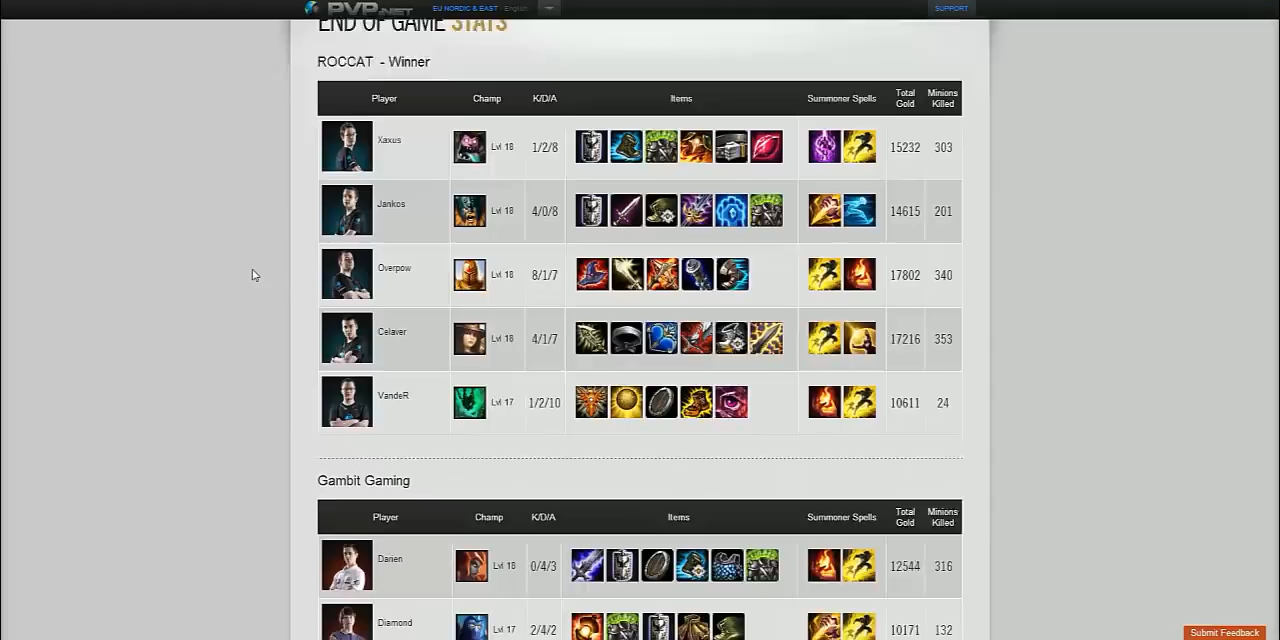 PVP.NET EU NORDIC & EAST English SUPPORT
END OF GAME STATS
ROCCAT - Winner
Player Champ K/D/A Items Summoner Spells Total Gold Minions Killed
Xaxus Lvl 18 1/2/8 15232 303
Jankos Lvl 18 4/0/8 14615 201
Overpow Lvl 18 8/1/7 17802 340
Celaver Lvl 18 4/1/7 17216 353
VandeR Lvl 17 1/2/10 10611 24
Gambit Gaming
Player Champ K/D/A Items Summoner Spells Total Gold Minions Killed
Darien Lvl 18 0/4/3 12544 316
Diamond Lvl 17 2/4/2 10171 132
Submit Feedback